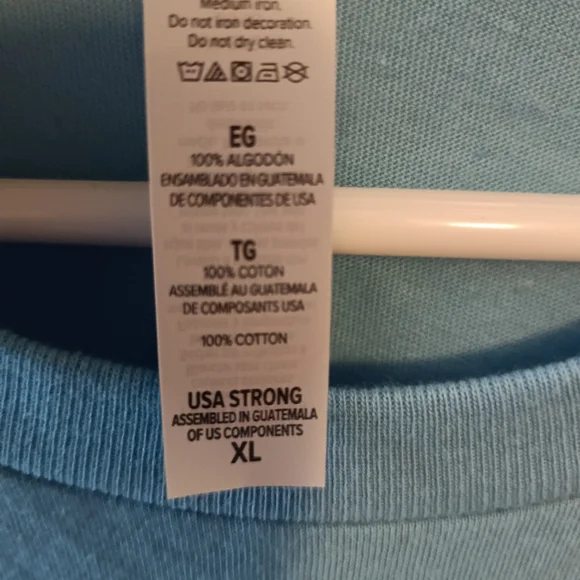 Medium iron.
Do not iron decoration.
Do not dry clean.
EG
100% ALGODÓN
ENSAMBLADO EN GUATEMALA
DE COMPONENTES DE USA
TG
100% COTON
ASSEMBLÉ AU GUATEMALA
DE COMPOSANTS USA
100% COTTON
USA STRONG
ASSEMBLED IN GUATEMALA
OF US COMPONENTS
XL